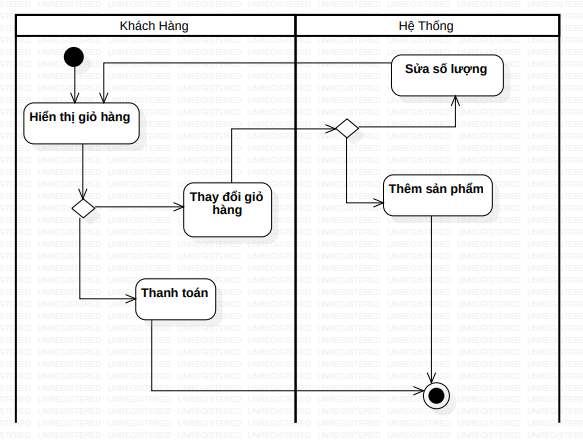 Khách Hàng
Hệ Thống
Sửa số lượng
Hiển thị giỏ hàng
Thay đổi giỏ
hàng
Thêm sản phẩm
Thanh toán